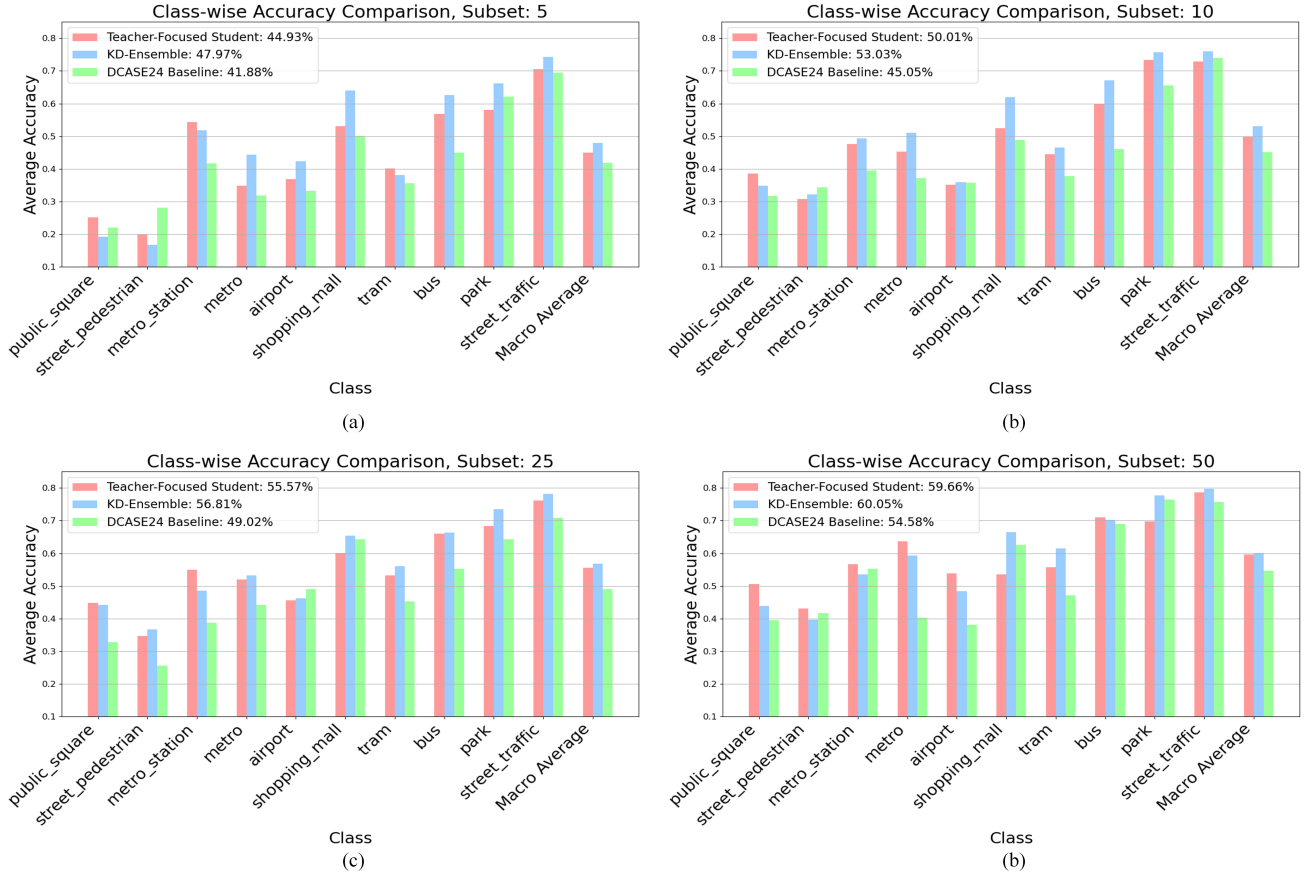 Class-wise Accuracy Comparison, Subset: 5
Teacher-Focused Student: 44.93%
KD-Ensemble: 47.97%
DCASE24 Baseline: 41.88%
Average Accuracy
0.8
0.7
0.6
0.5
0.4
0.3
0.2
0.1
public_square
street_pedestrian
metro_station
metro
airport
shopping_mall
tram
bus
park
street_traffic
Macro Average
Class
(a)
Class-wise Accuracy Comparison, Subset: 10
Teacher-Focused Student: 50.01%
KD-Ensemble: 53.03%
DCASE24 Baseline: 45.05%
Average Accuracy
0.8
0.7
0.6
0.5
0.4
0.3
0.2
0.1
public_square
street_pedestrian
metro_station
metro
airport
shopping_mall
tram
bus
park
street_traffic
Macro Average
Class
(b)
Class-wise Accuracy Comparison, Subset: 25
Teacher-Focused Student: 55.57%
KD-Ensemble: 56.81%
DCASE24 Baseline: 49.02%
Average Accuracy
0.8
0.7
0.6
0.5
0.4
0.3
0.2
0.1
public_square
street_pedestrian
metro_station
metro
airport
shopping_mall
tram
bus
park
street_traffic
Macro Average
Class
(c)
Class-wise Accuracy Comparison, Subset: 50
Teacher-Focused Student: 59.66%
KD-Ensemble: 60.05%
DCASE24 Baseline: 54.58%
Average Accuracy
0.8
0.7
0.6
0.5
0.4
0.3
0.2
0.1
public_square
street_pedestrian
metro_station
metro
airport
shopping_mall
tram
bus
park
street_traffic
Macro Average
Class
(b)